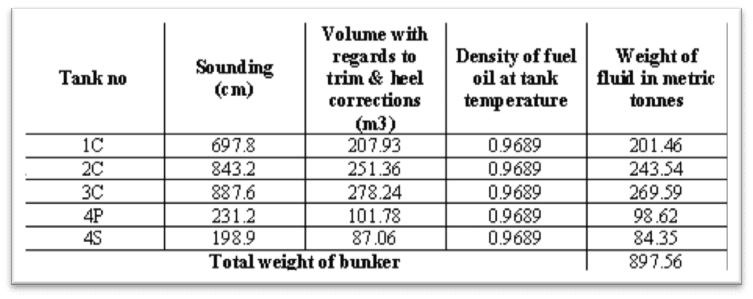 Tank no Sounding (cm) Volume with regards to trim & heel corrections (m3) Density of fuel oil at tank temperature Weight of fluid in metric tonnes
1C 697.8 207.93 0.9689 201.46
2C 843.2 251.36 0.9689 243.54
3C 887.6 278.24 0.9689 269.59
4P 231.2 101.78 0.9689 98.62
4S 198.9 87.06 0.9689 84.35
Total weight of bunker 897.56